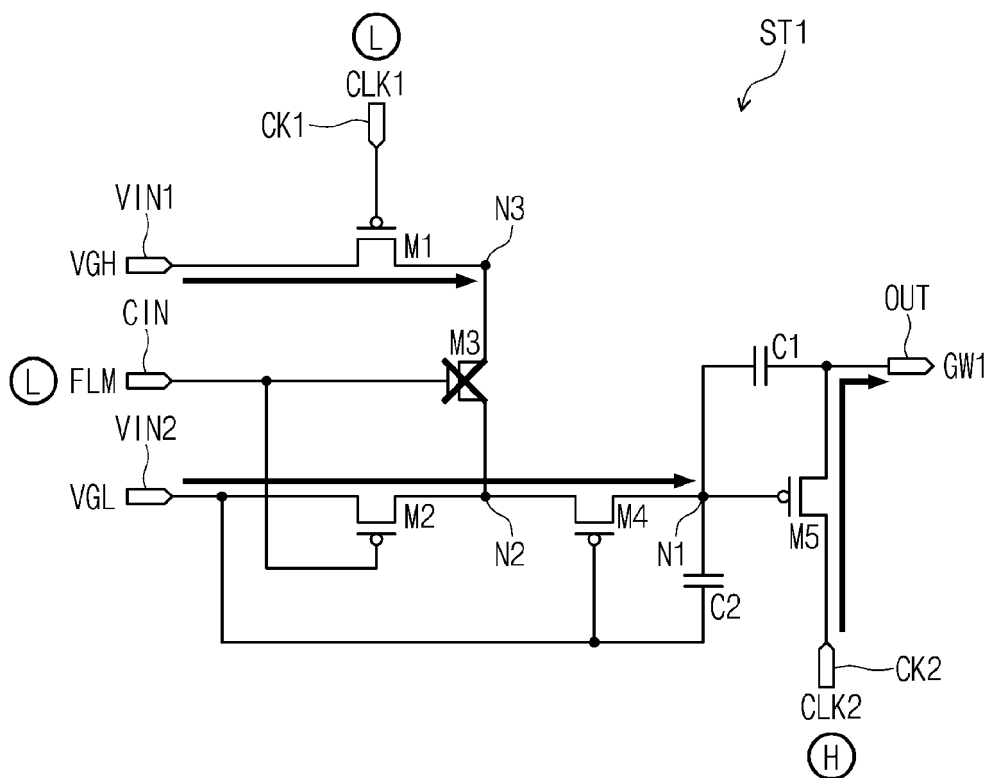 L
ST1
CLK1
CK1
VIN1
N3
M1
VGH
CIN
OUT
M3
C1
L FLM
GW1
VIN2
VGL
M2
M4
M5
N2
N1
C2
CK2
CLK2
H